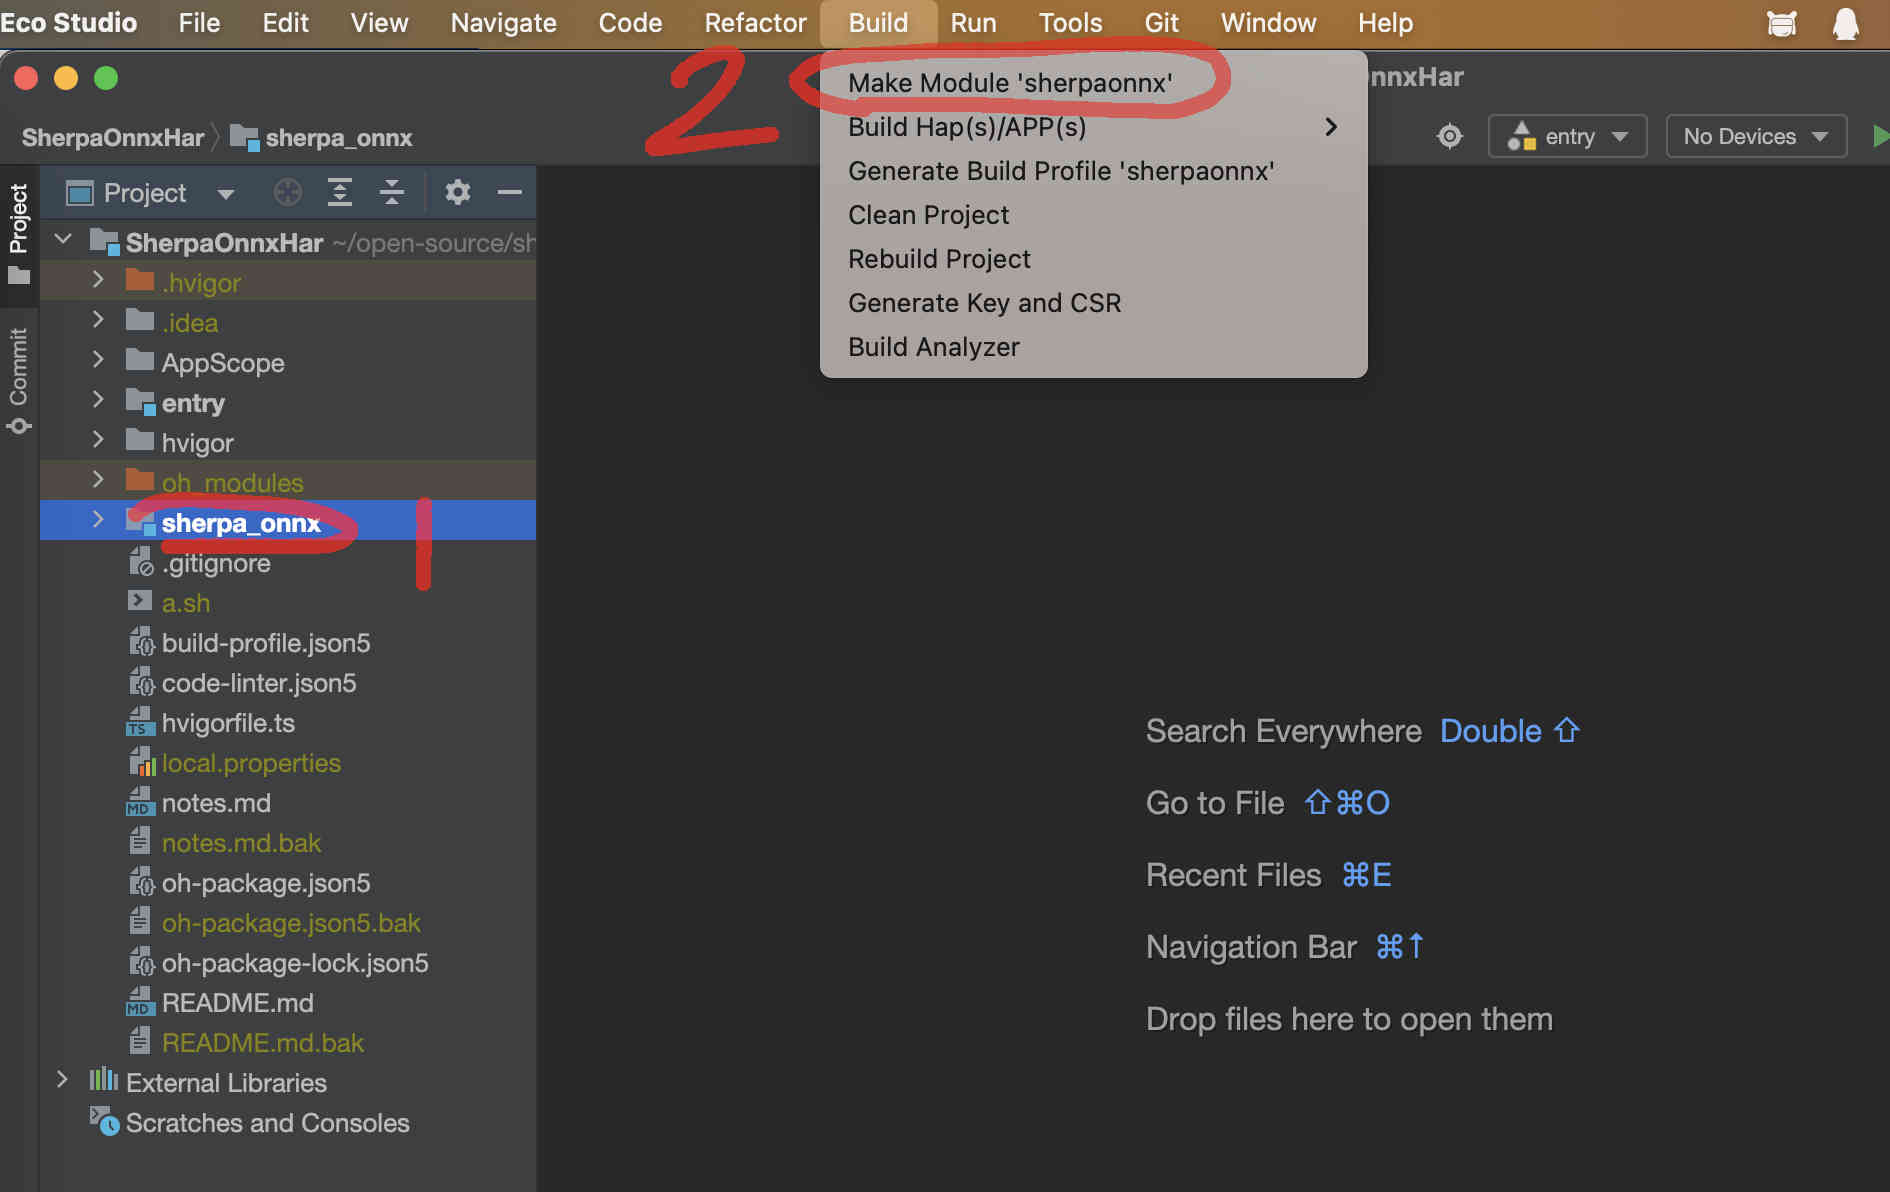 Eco Studio File Edit View Navigate Code Refactor Build Run Tools Git Window Help
2
Make Module 'sherpaonnx'
Build Hap(s)/APP(s)
Generate Build Profile 'sherpaonnx'
Clean Project
Rebuild Project
Generate Key and CSR
Build Analyzer
nnxHar
SherpaOnnxHar sherpa_onnx
entry No Devices
Project
Commit
Project
SherpaOnnxHar ~/open-source/sh
.hvigor
.idea
AppScope
entry
hvigor
oh_modules
sherpa_onnx
1
.gitignore
a.sh
build-profile.json5
code-linter.json5
hvigorfile.ts
local.properties
notes.md
notes.md.bak
oh-package.json5
oh-package.json5.bak
oh-package-lock.json5
README.md
README.md.bak
External Libraries
Scratches and Consoles
Search Everywhere Double ⇧
Go to File ⇧⌘O
Recent Files ⌘E
Navigation Bar ⌘↑
Drop files here to open them